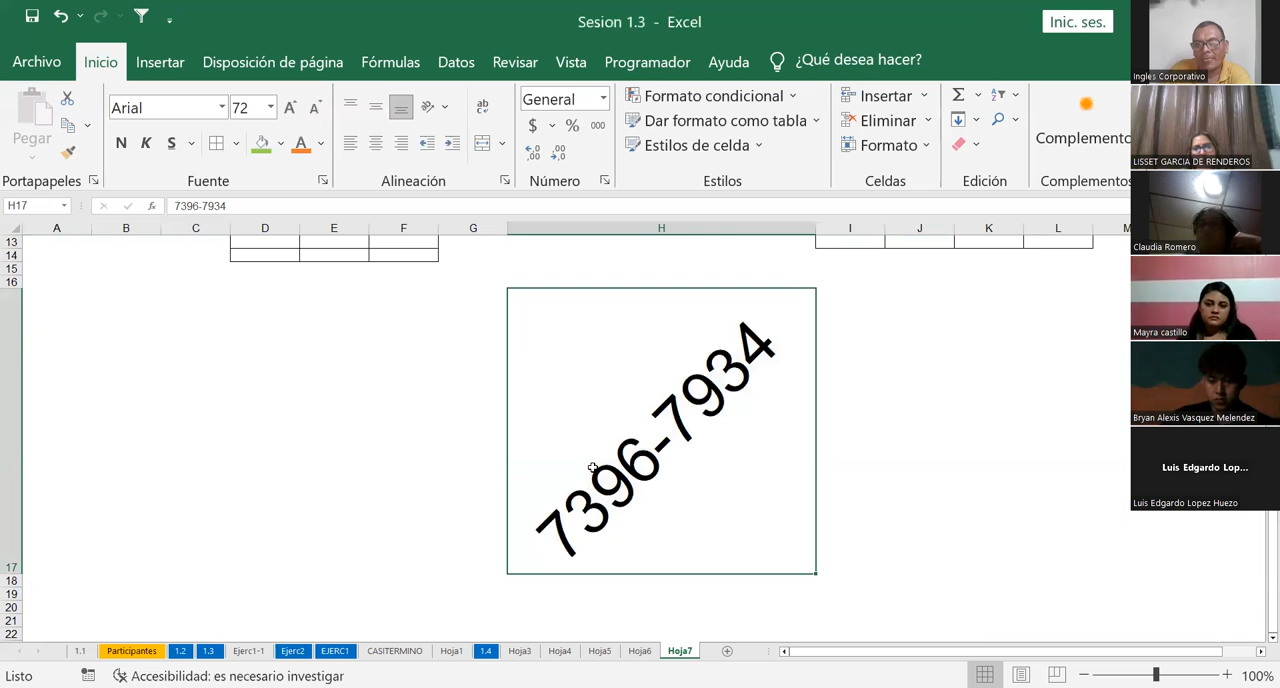 Sesion 1.3 - Excel
Inic. ses.
Archivo Inicio Insertar Disposición de página Fórmulas Datos Revisar Vista Programador Ayuda ¿Qué desea hacer?
Pegar
Arial 72
General
Formato condicional
Dar formato como tabla
Estilos de celda
Insertar
Eliminar
Formato
Complemento
N K S
$ % 000
Portapapeles Fuente Alineación Número Estilos Celdas Edición Complementos
H17 fx 7396-7934
A B C D E F G H I J K L M
13
14
15
16
17
18
19
20
21
22
7396-7934
Ingles Corporativo
LISSET GARCIA DE RENDEROS
Claudia Romero
Mayra castillo
Bryan Alexis Vasquez Melendez
Luis Edgardo Lop...
Luis Edgardo Lopez Huezo
1.1 Participantes 1.2 1.3 Ejerc1-1 Ejerc2 EJERC1 CASITERMINO Hoja1 1.4 Hoja3 Hoja4 Hoja5 Hoja6 Hoja7
Listo Accesibilidad: es necesario investigar 100%